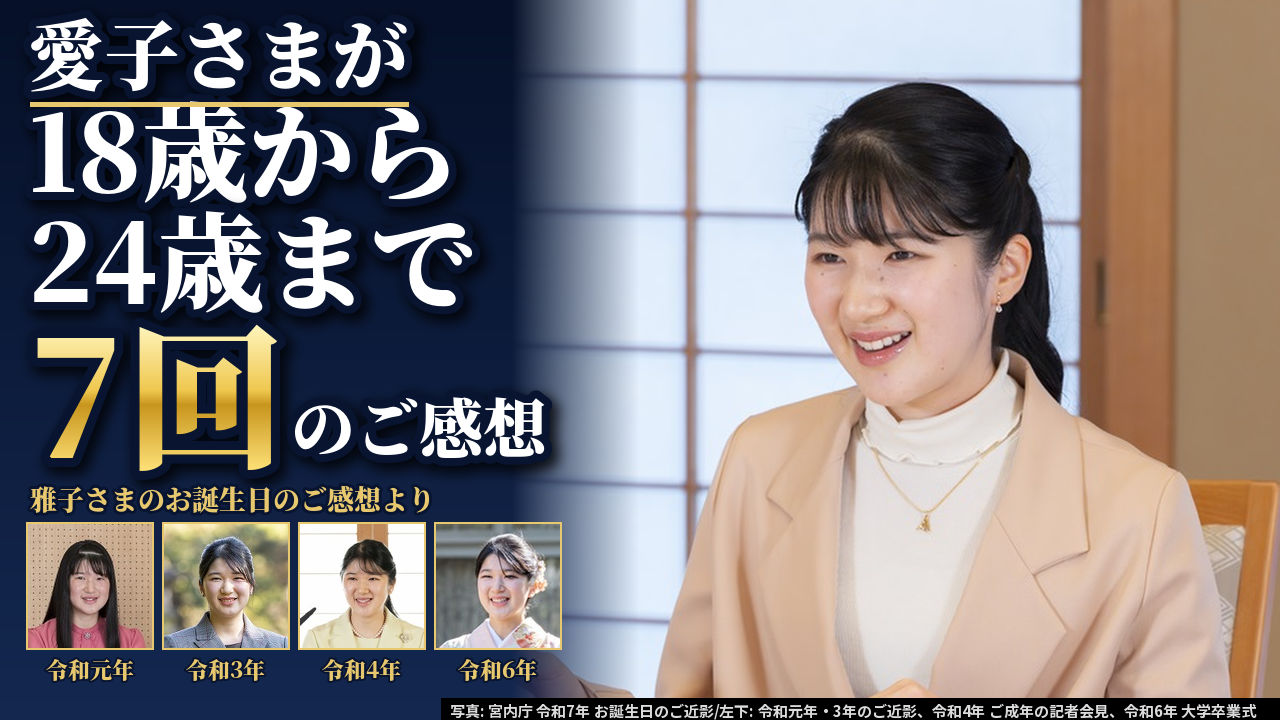 愛子さまが
18歳から
24歳まで
7回のご感想
雅子さまのお誕生日のご感想より
令和元年
令和3年
令和4年
令和6年
写真: 宮内庁 令和7年 お誕生日のご近影/左下: 令和元年・3年のご近影、令和4年 ご成年の記者会見、令和6年 大学卒業式